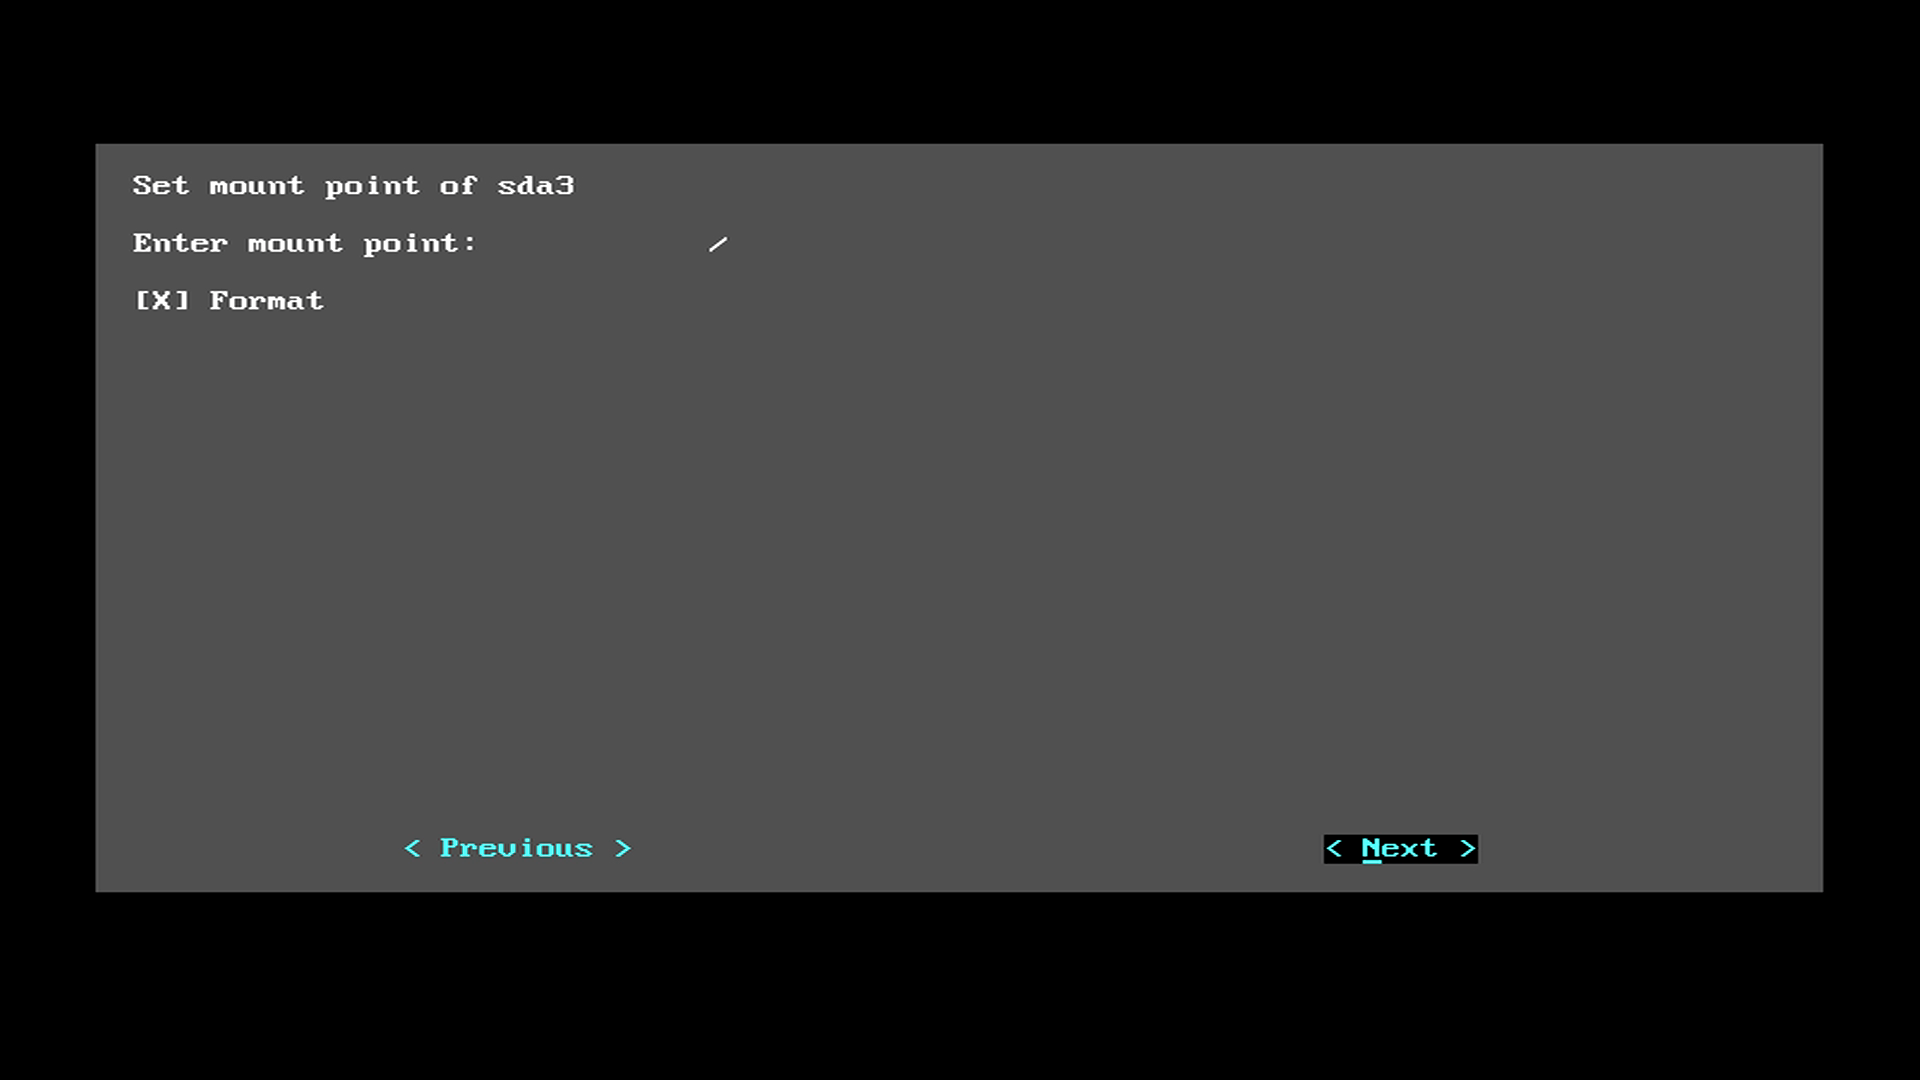 Set mount point of sda3
Enter mount point: /
[X] Format
< Previous > < Next >